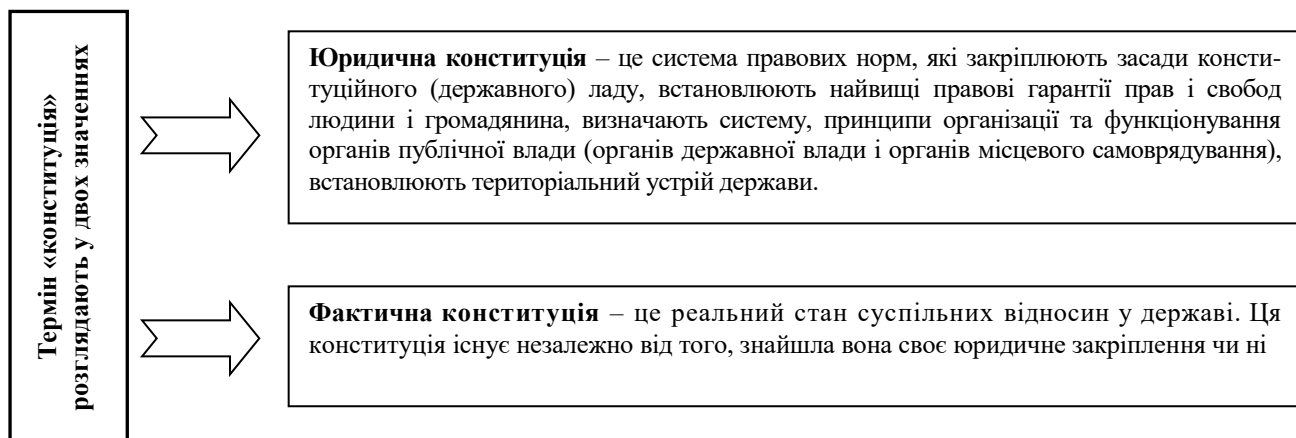 Термін «конституція»
розглядають у двох значеннях
Юридична конституція – це система правових норм, які закріплюють засади консти-
туційного (державного) ладу, встановлюють найвищі правові гарантії прав і свобод
людини і громадянина, визначають систему, принципи організації та функціонування
органів публічної влади (органів державної влади і органів місцевого самоврядування),
встановлюють територіальний устрій держави.
Фактична конституція – це реальний стан суспільних відносин у державі. Ця
конституція існує незалежно від того, знайшла вона своє юридичне закріплення чи ні